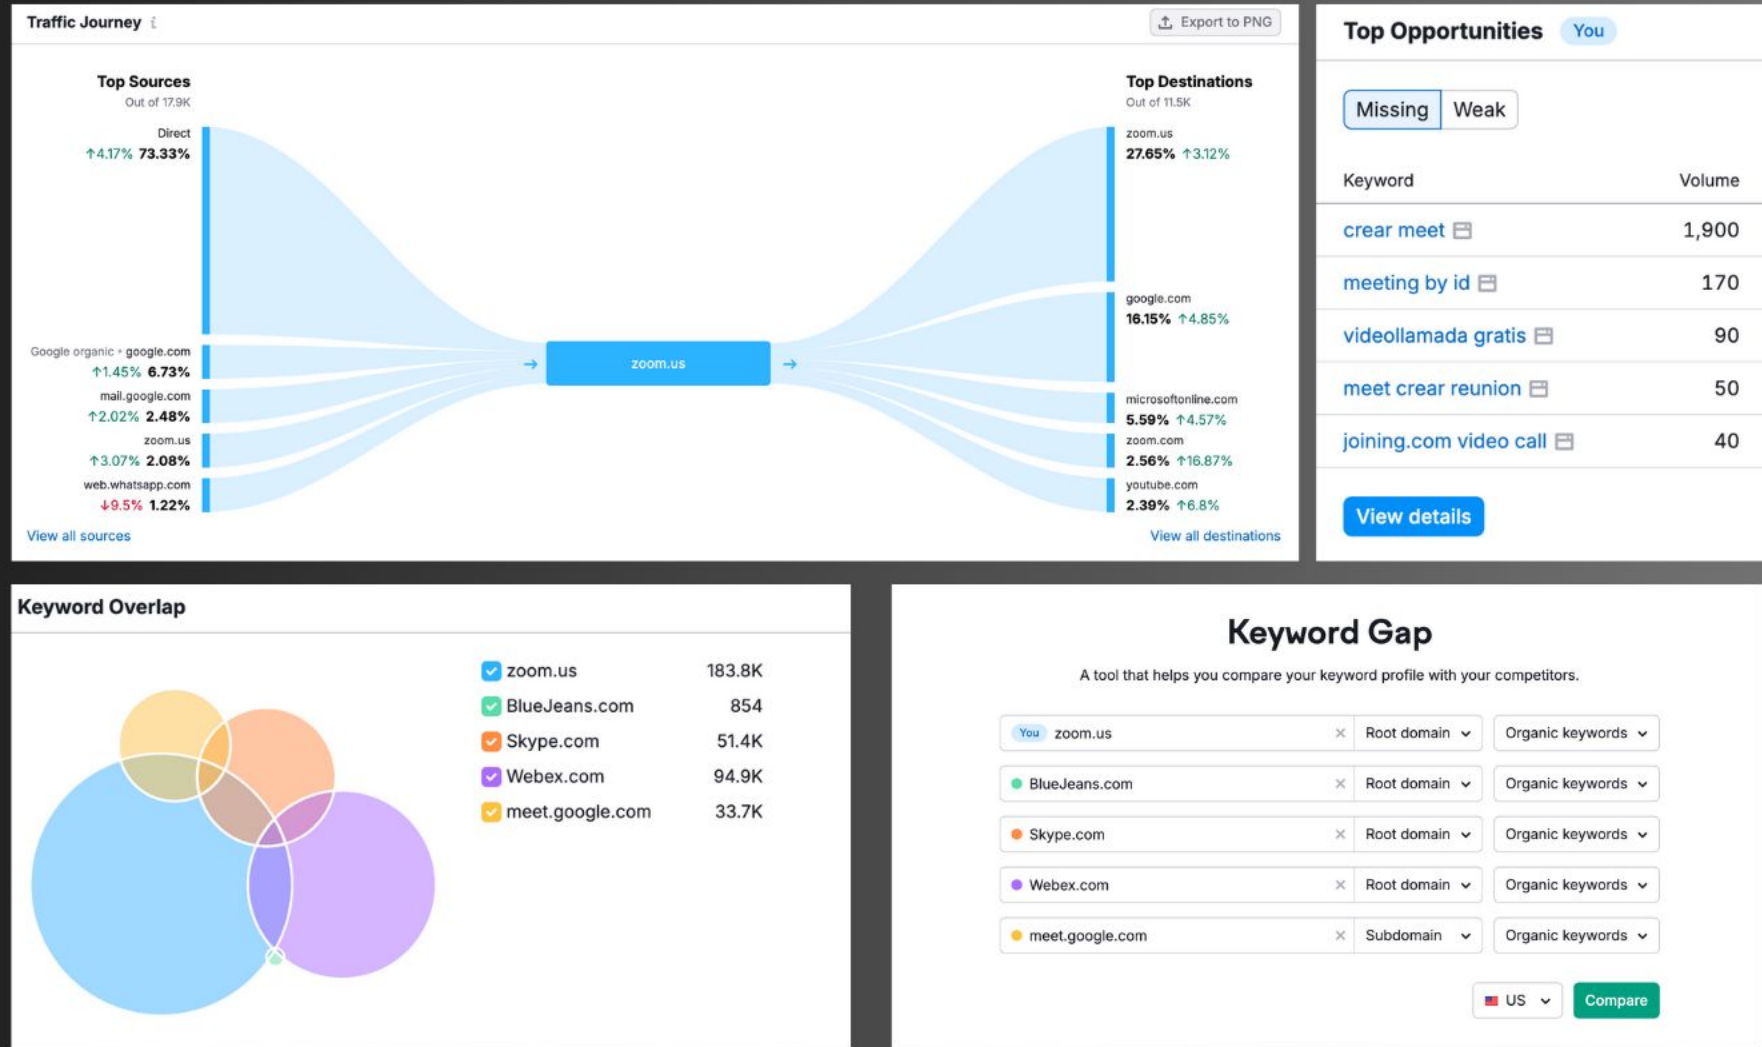 Traffic Journey i
Export to PNG
Top Sources
Out of 17.9K
Direct
↑4.17% 73.33%
Google organic • google.com
↑1.45% 6.73%
mail.google.com
↑2.02% 2.48%
zoom.us
↑3.07% 2.08%
web.whatsapp.com
↓9.5% 1.22%
View all sources
→ zoom.us →
Top Destinations
Out of 11.5K
zoom.us
27.65% ↑3.12%
google.com
16.15% ↑4.85%
microsoftonline.com
5.59% ↑4.57%
zoom.com
2.56% ↑16.87%
youtube.com
2.39% ↑6.8%
View all destinations
Top Opportunities You
Missing Weak
Keyword Volume
crear meet 1,900
meeting by id 170
videollamada gratis 90
meet crear reunion 50
joining.com video call 40
View details
Keyword Overlap
zoom.us 183.8K
BlueJeans.com 854
Skype.com 51.4K
Webex.com 94.9K
meet.google.com 33.7K
Keyword Gap
A tool that helps you compare your keyword profile with your competitors.
You zoom.us × Root domain Organic keywords
BlueJeans.com × Root domain Organic keywords
Skype.com × Root domain Organic keywords
Webex.com × Root domain Organic keywords
meet.google.com × Subdomain Organic keywords
US Compare